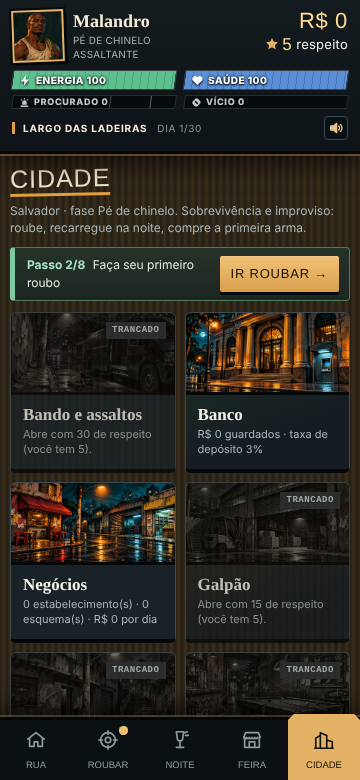 Malandro
PÉ DE CHINELO
ASSALTANTE
R$ 0
5 respeito
ENERGIA 100
SAÚDE 100
PROCURADO 0
VÍCIO 0
LARGO DAS LADEIRAS DIA 1/30
CIDADE
Salvador · fase Pé de chinelo. Sobrevivência e improviso:
roube, recarregue na noite, compre a primeira arma.
Passo 2/8 Faça seu primeiro
roubo
IR ROUBAR →
TRANCADO
Bando e assaltos
Abre com 30 de respeito
(você tem 5).
Banco
R$ 0 guardados · taxa de
depósito 3%
Negócios
0 estabelecimento(s) · 0
esquema(s) · R$ 0 por dia
TRANCADO
Galpão
Abre com 15 de respeito
(você tem 5).
TRANCADO
TRANCADO
RUA
ROUBAR
NOITE
FEIRA
CIDADE